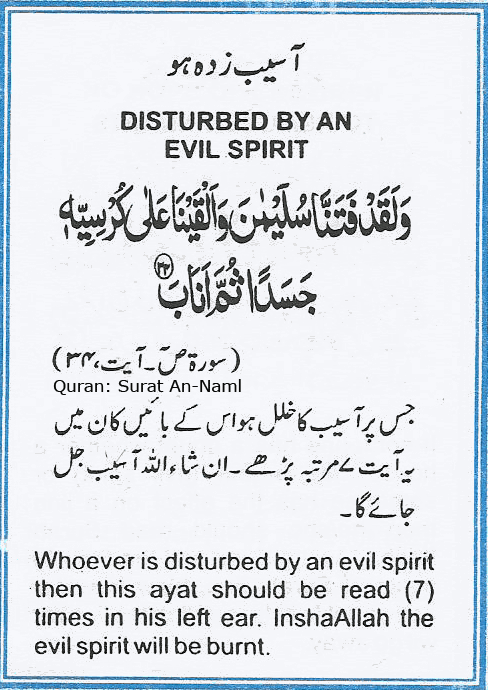 آسیب زدہ ہو
DISTURBED BY AN
EVIL SPIRIT
وَلَقَدْ فَتَنَّا سُلَيْمٰنَ وَاَلْقَيْنَا عَلٰى كُرْسِيِّهٖ
جَسَدًا ثُمَّ اَنَابَ ۳۴
(سورۃ صٓ۔آیت،۳۴)
Quran: Surat An-Naml
جس پر آسیب کا خلل ہو اس کے بائیں کان میں
یہ آیت ۷ مرتبہ پڑھے۔ ان شاء اللہ آسیب جل
جائے گا۔
Whoever is disturbed by an evil spirit
then this ayat should be read (7)
times in his left ear. InshaAllah the
evil spirit will be burnt.